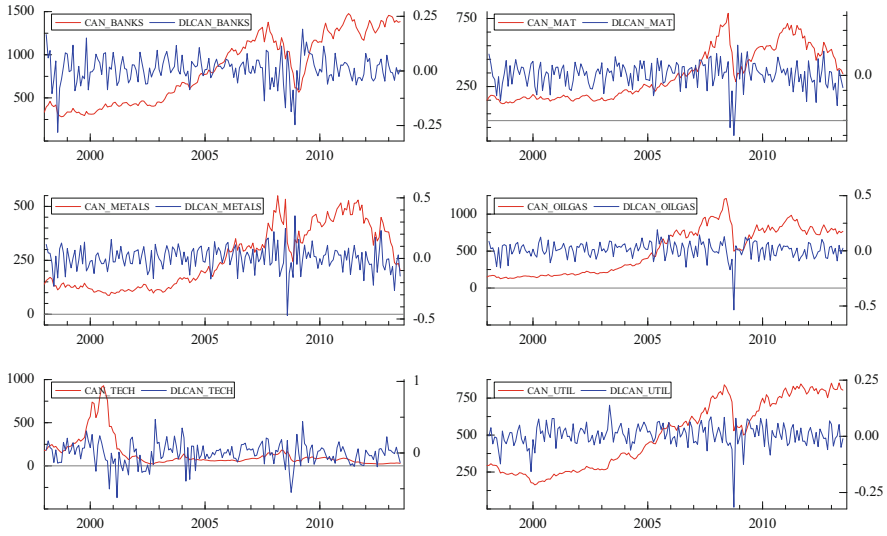 CAN_BANKS DLCAN_BANKS
1500
1000
500
0.25
0.00
-0.25
2000 2005 2010
CAN_MAT DLCAN_MAT
750
250
0.0
2000 2005 2010
CAN_METALS DLCAN_METALS
500
250
0
0.5
0.0
-0.5
2000 2005 2010
CAN_OILGAS DLCAN_OILGAS
1000
500
0
0.5
0.0
-0.5
2000 2005 2010
CAN_TECH DLCAN_TECH
1000
500
0
1
0
2000 2005 2010
CAN_UTIL DLCAN_UTIL
750
500
250
0.25
0.00
-0.25
2000 2005 2010